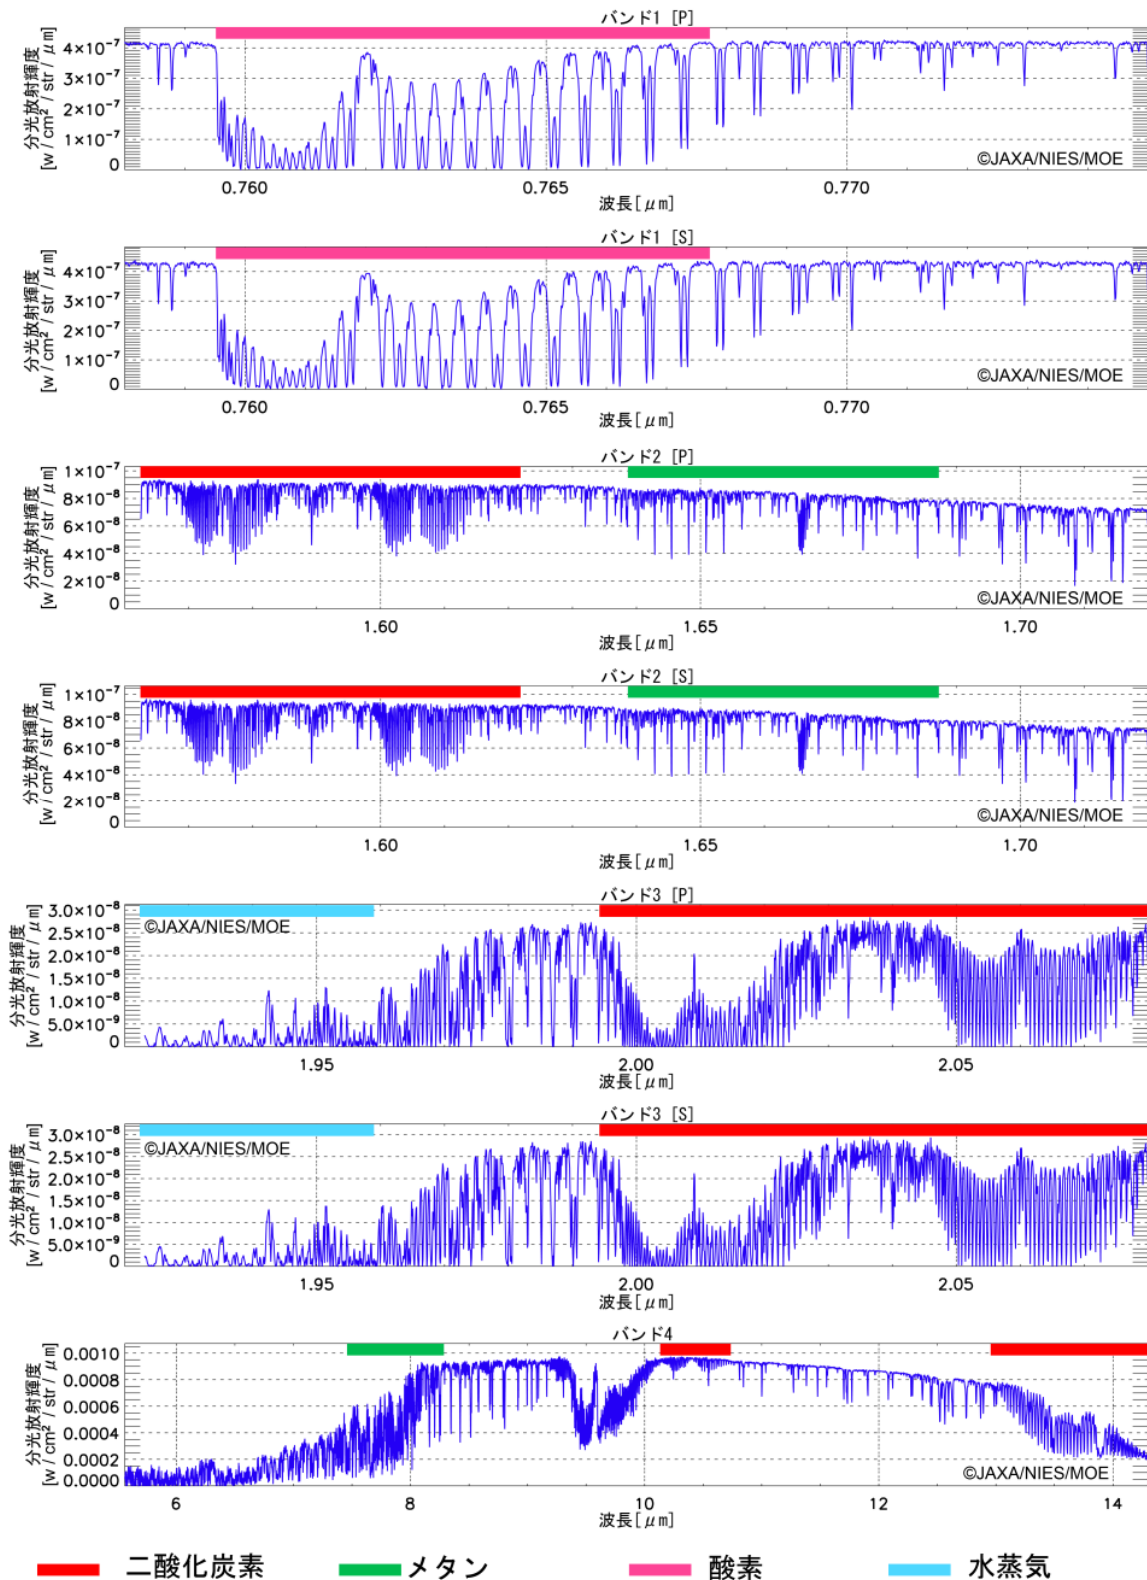 バンド1 [P]
分光放射輝度
[w / cm² / str / μm]
4×10⁻⁷
3×10⁻⁷
2×10⁻⁷
1×10⁻⁷
0
©JAXA/NIES/MOE
0.760 0.765 0.770
波長[μm]
バンド1 [S]
分光放射輝度
[w / cm² / str / μm]
4×10⁻⁷
3×10⁻⁷
2×10⁻⁷
1×10⁻⁷
0
©JAXA/NIES/MOE
0.760 0.765 0.770
波長[μm]
バンド2 [P]
分光放射輝度
[w / cm² / str / μm]
1×10⁻⁷
8×10⁻⁸
6×10⁻⁸
4×10⁻⁸
2×10⁻⁸
0
©JAXA/NIES/MOE
1.60 1.65 1.70
波長[μm]
バンド2 [S]
分光放射輝度
[w / cm² / str / μm]
1×10⁻⁷
8×10⁻⁸
6×10⁻⁸
4×10⁻⁸
2×10⁻⁸
0
©JAXA/NIES/MOE
1.60 1.65 1.70
波長[μm]
バンド3 [P]
分光放射輝度
[w / cm² / str / μm]
3.0×10⁻⁸
2.5×10⁻⁸
2.0×10⁻⁸
1.5×10⁻⁸
1.0×10⁻⁸
5.0×10⁻⁹
0
©JAXA/NIES/MOE
1.95 2.00 2.05
波長[μm]
バンド3 [S]
分光放射輝度
[w / cm² / str / μm]
3.0×10⁻⁸
2.5×10⁻⁸
2.0×10⁻⁸
1.5×10⁻⁸
1.0×10⁻⁸
5.0×10⁻⁹
0
©JAXA/NIES/MOE
1.95 2.00 2.05
波長[μm]
バンド4
分光放射輝度
[w / cm² / str / μm]
0.0010
0.0008
0.0006
0.0004
0.0002
0.0000
©JAXA/NIES/MOE
6 8 10 12 14
波長[μm]
二酸化炭素 メタン 酸素 水蒸気